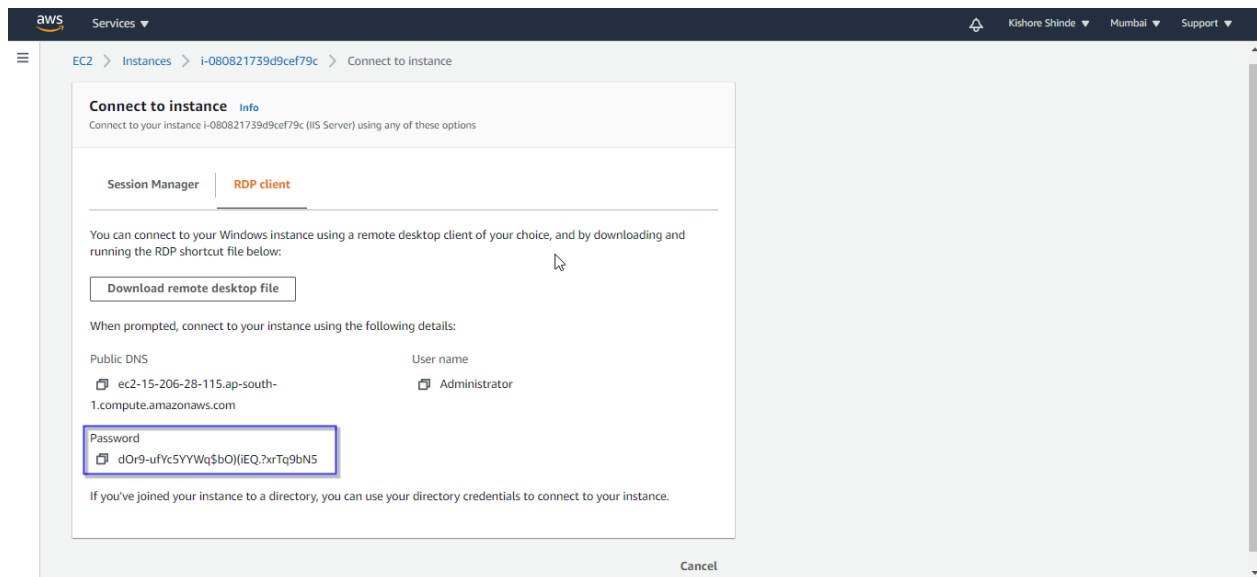 aws Services Kishore Shinde Mumbai Support
EC2 Instances i-080821739d9cef79c Connect to instance
Connect to instance Info
Connect to your instance i-080821739d9cef79c (IIS Server) using any of these options
Session Manager RDP client
You can connect to your Windows instance using a remote desktop client of your choice, and by downloading and
running the RDP shortcut file below:
Download remote desktop file
When prompted, connect to your instance using the following details:
Public DNS User name
ec2-15-206-28-115.ap-south- Administrator
1.compute.amazonaws.com
Password
dOr9-ufYc5YYWq$bO)(iEQ.?xrTq9bN5
If you've joined your instance to a directory, you can use your directory credentials to connect to your instance.
Cancel